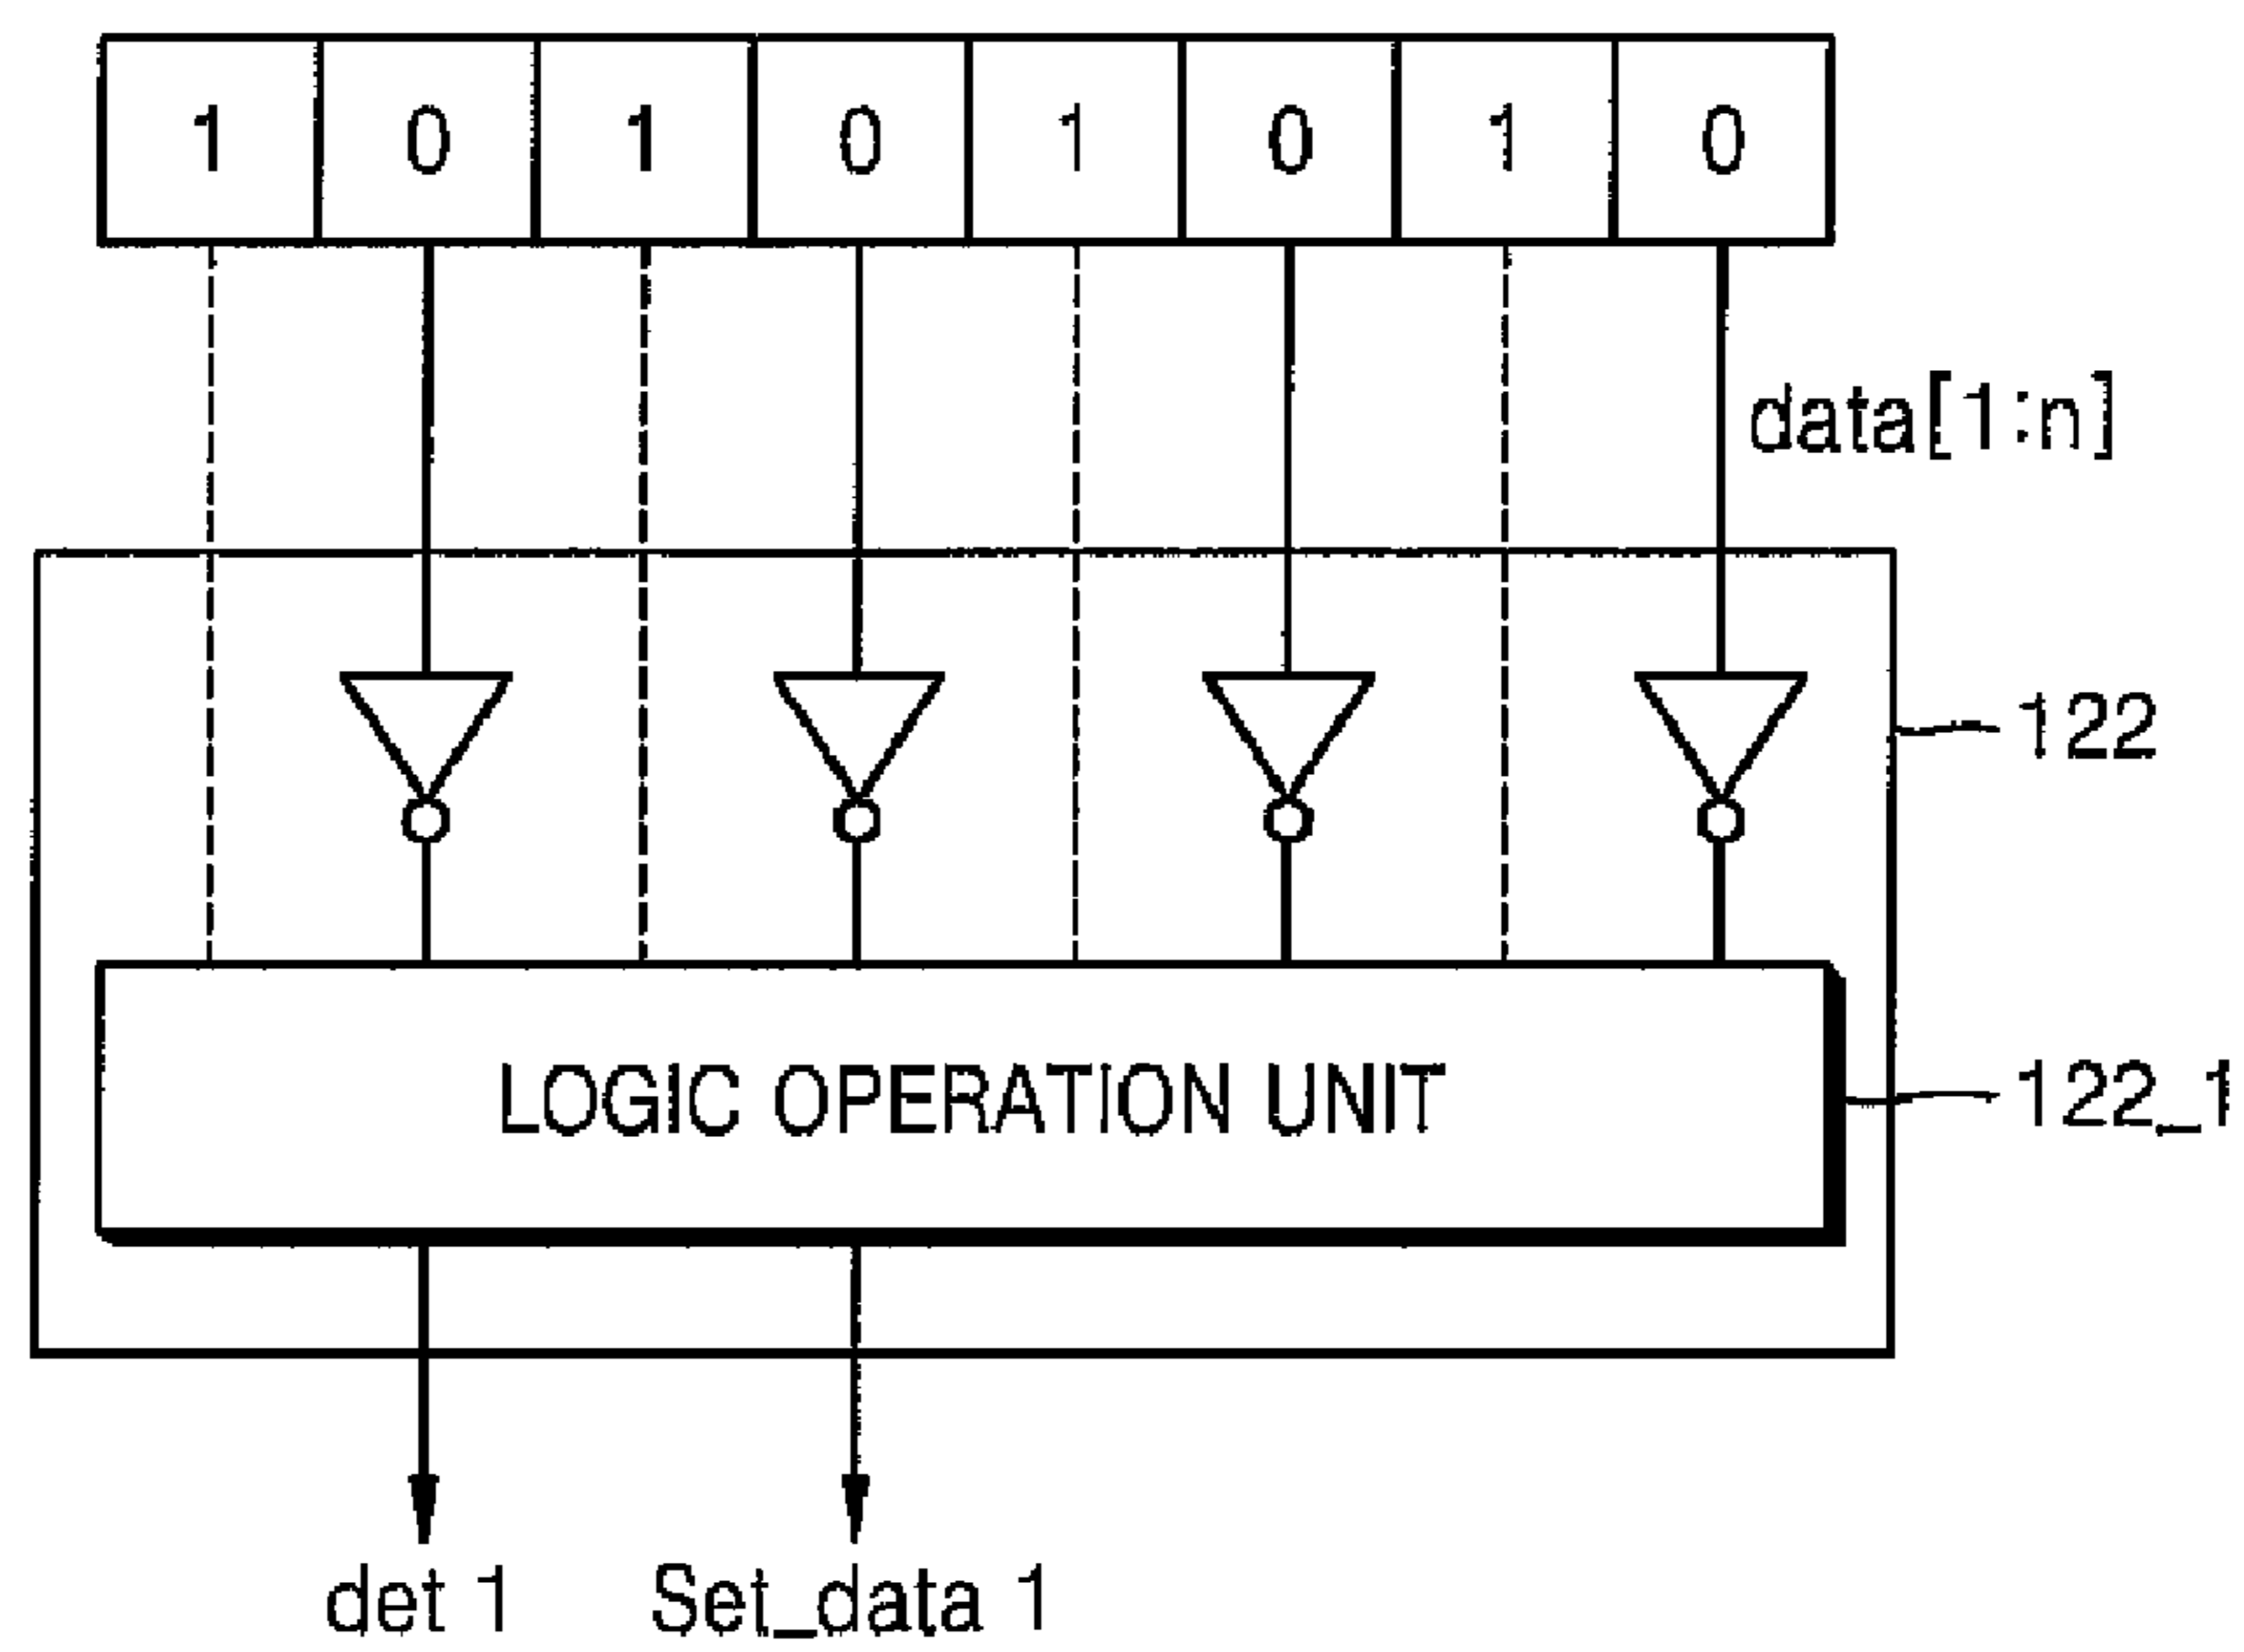 1 0 1 0 1 0 1 0
data[1:n]
122
LOGIC OPERATION UNIT
122_1
det 1
Set_data 1